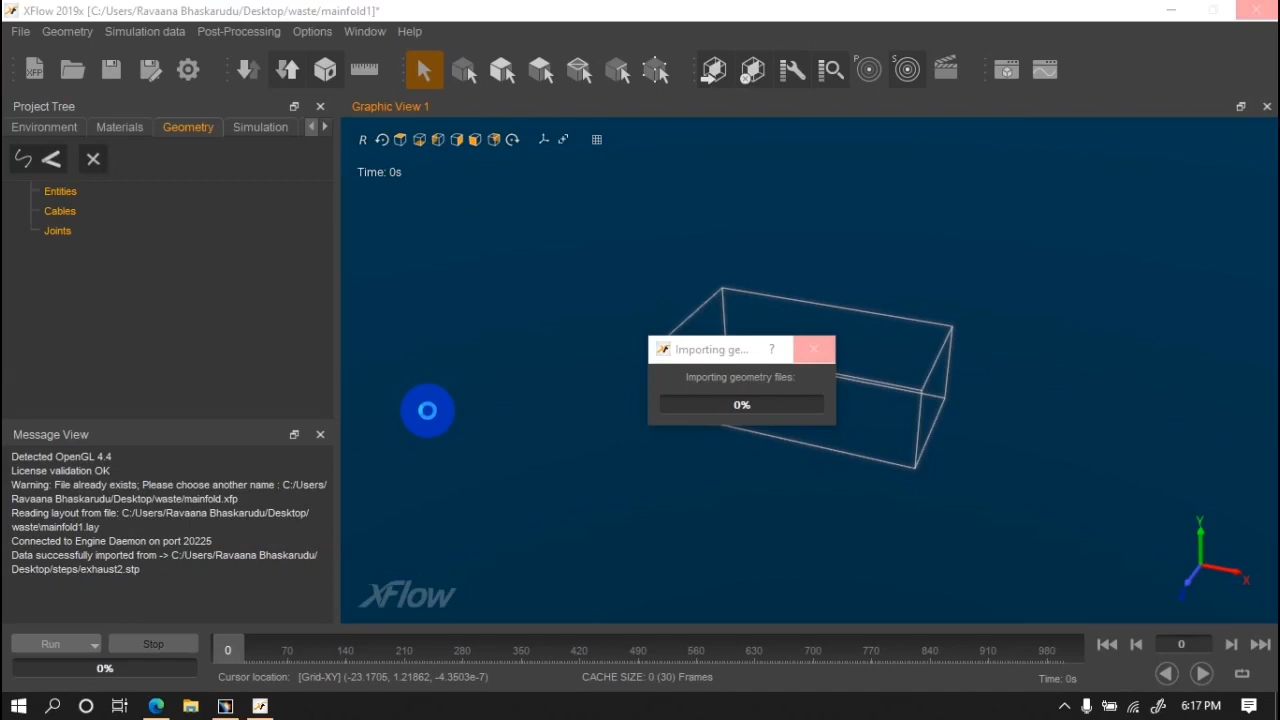 XFlow 2019x [C:/Users/Ravaana Bhaskarudu/Desktop/waste/mainfold1]*
File Geometry Simulation data Post-Processing Options Window Help
XFP
P
S
Project Tree
Environment Materials Geometry Simulation
Entities
Cables
Joints
Graphic View 1
R
Time: 0s
Importing ge... ?
Importing geometry files:
0%
Y
X
Z
XFlow
Message View
Detected OpenGL 4.4
License validation OK
Warning: File already exists; Please choose another name : C:/Users/
Ravaana Bhaskarudu/Desktop/waste/mainfold.xfp
Reading layout from file: C:/Users/Ravaana Bhaskarudu/Desktop/
waste\mainfold1.lay
Connected to Engine Daemon on port 20225
Data successfully imported from -> C:/Users/Ravaana Bhaskarudu/
Desktop/steps/exhaust2.stp
Run Stop
0%
0 70 140 210 280 350 420 490 560 630 700 770 840 910 980
0
Cursor location: [Grid-XY] (-23.1705, 1.21862, -4.3503e-7) CACHE SIZE: 0 (30) Frames Time: 0s
6:17 PM